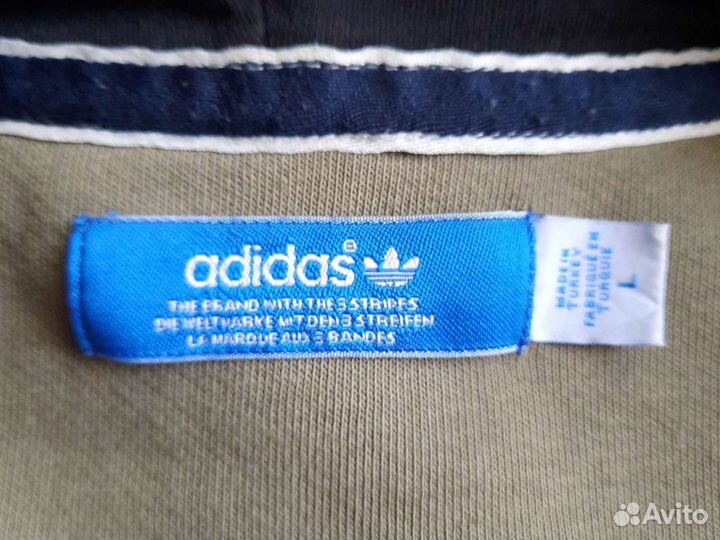 adidas®
THE BRAND WITH THE 3 STRIPES
DIE WELTMARKE MIT DEN 3 STREIFEN
LA MARQUE AUX 3 BANDES
MADE IN
TURKEY
FABRIQUÉ EN
TURQUIE
L
Avito